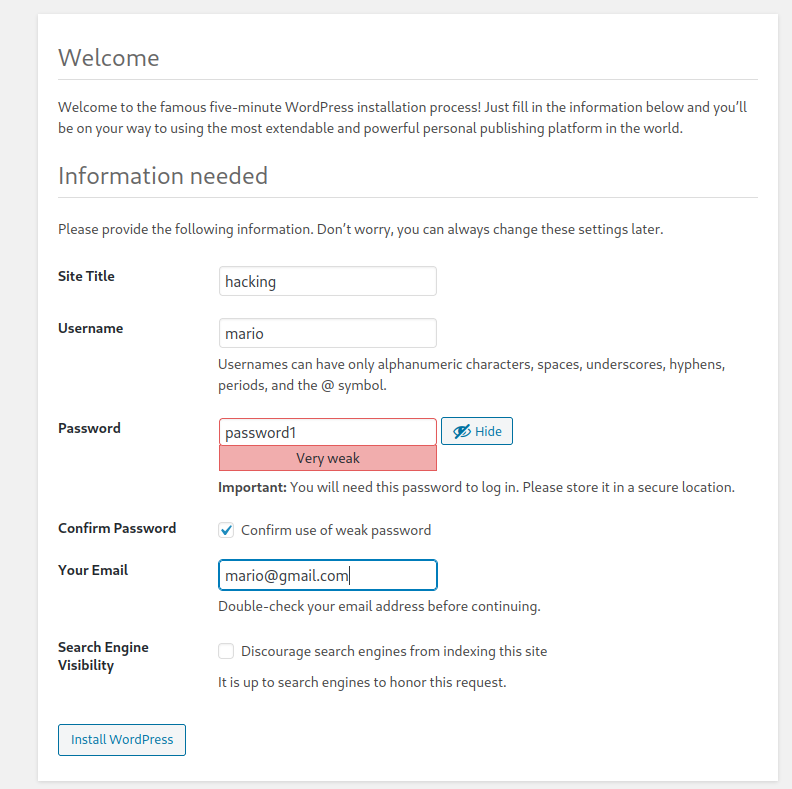 Welcome
Welcome to the famous five-minute WordPress installation process! Just fill in the information below and you’ll
be on your way to using the most extendable and powerful personal publishing platform in the world.
Information needed
Please provide the following information. Don’t worry, you can always change these settings later.
Site Title
hacking
Username
mario
Usernames can have only alphanumeric characters, spaces, underscores, hyphens,
periods, and the @ symbol.
Password
password1
Hide
Very weak
Important: You will need this password to log in. Please store it in a secure location.
Confirm Password
Confirm use of weak password
Your Email
mario@gmail.com
Double-check your email address before continuing.
Search Engine
Visibility
Discourage search engines from indexing this site
It is up to search engines to honor this request.
Install WordPress